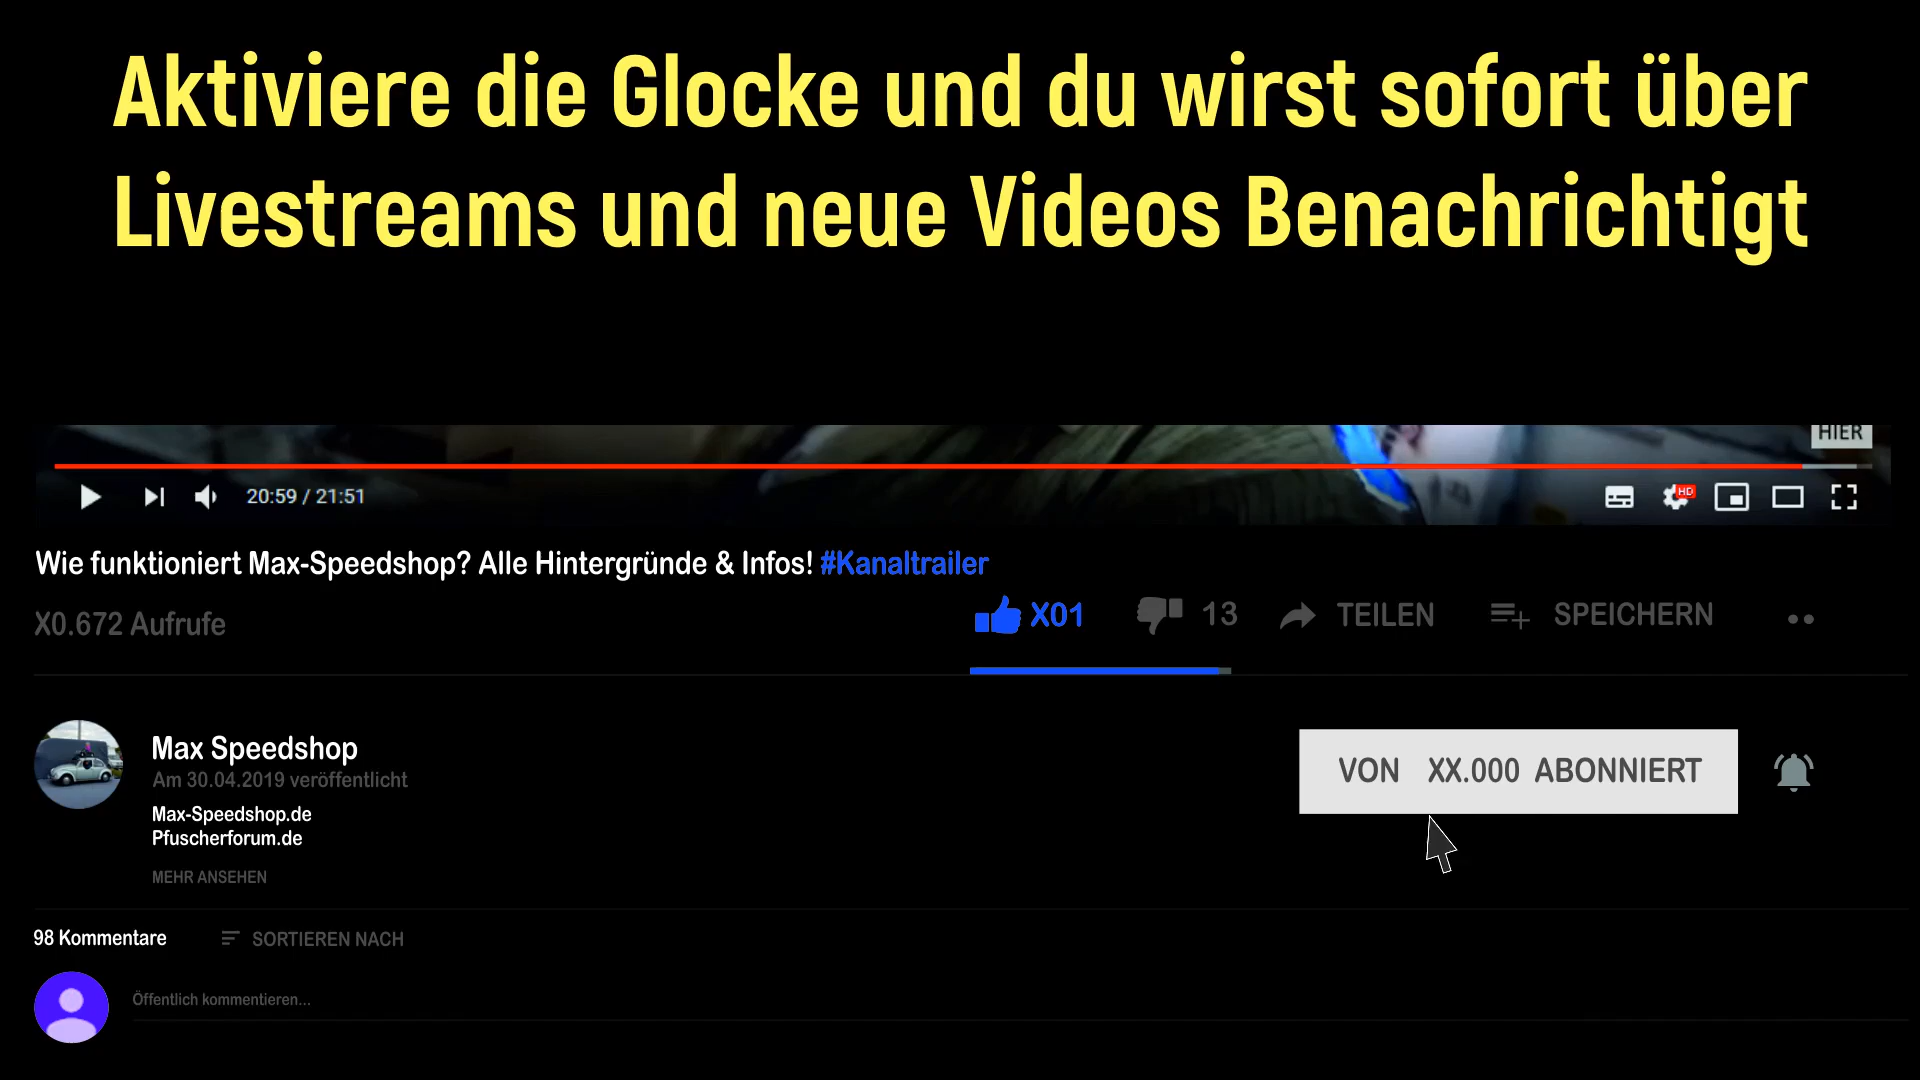 Aktiviere die Glocke und du wirst sofort über
Livestreams und neue Videos Benachrichtigt
HIER
20:59 / 21:51
HD
Wie funktioniert Max-Speedshop? Alle Hintergründe & Infos! #Kanaltrailer
X0.672 Aufrufe
X01
13
TEILEN
SPEICHERN
Max Speedshop
Am 30.04.2019 veröffentlicht
Max-Speedshop.de
Pfuscherforum.de
MEHR ANSEHEN
VON XX.000 ABONNIERT
98 Kommentare
SORTIEREN NACH
Öffentlich kommentieren...